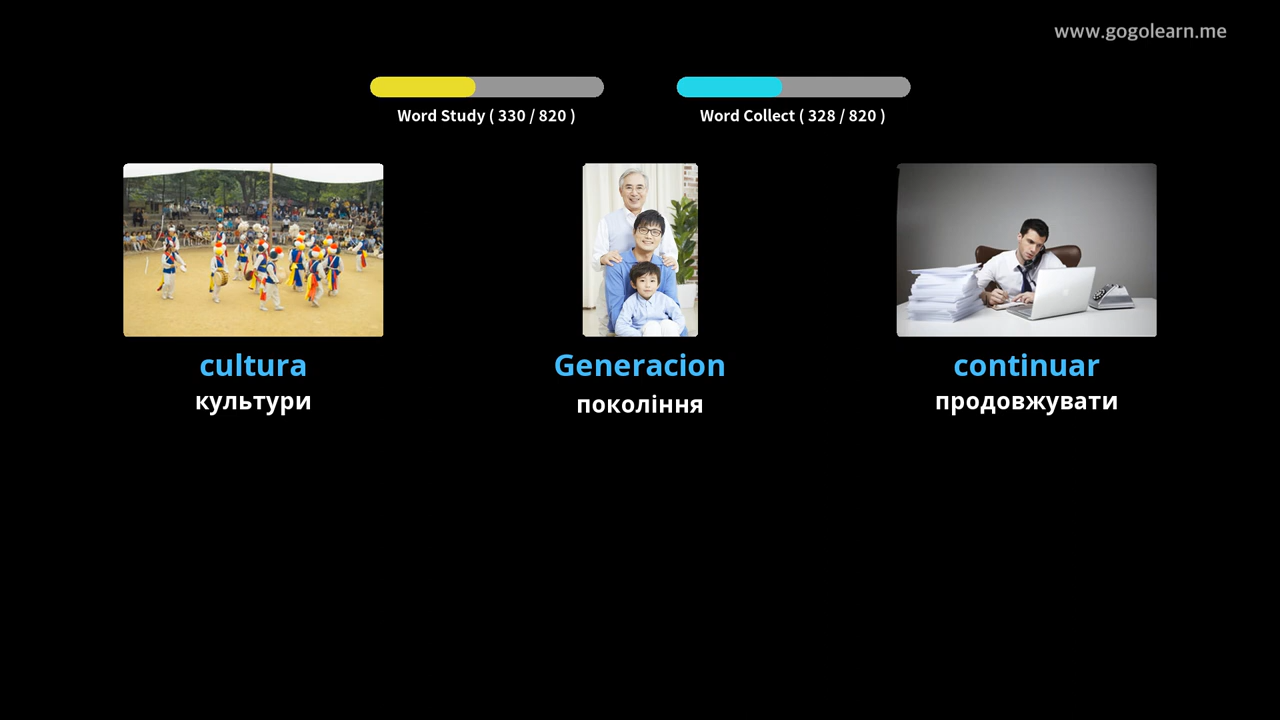 www.gogolearn.me
Word Study ( 330 / 820 )
Word Collect ( 328 / 820 )
cultura
культури
Generacion
покоління
continuar
продовжувати